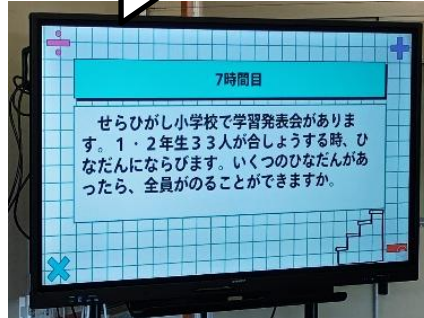 7時間目
せらひがし小学校で学習発表会がありま
す。1・2年生33人が合しょうする時、ひ
なだんにならびます。いくつのひなだんがあ
ったら、全員がのることができますか。